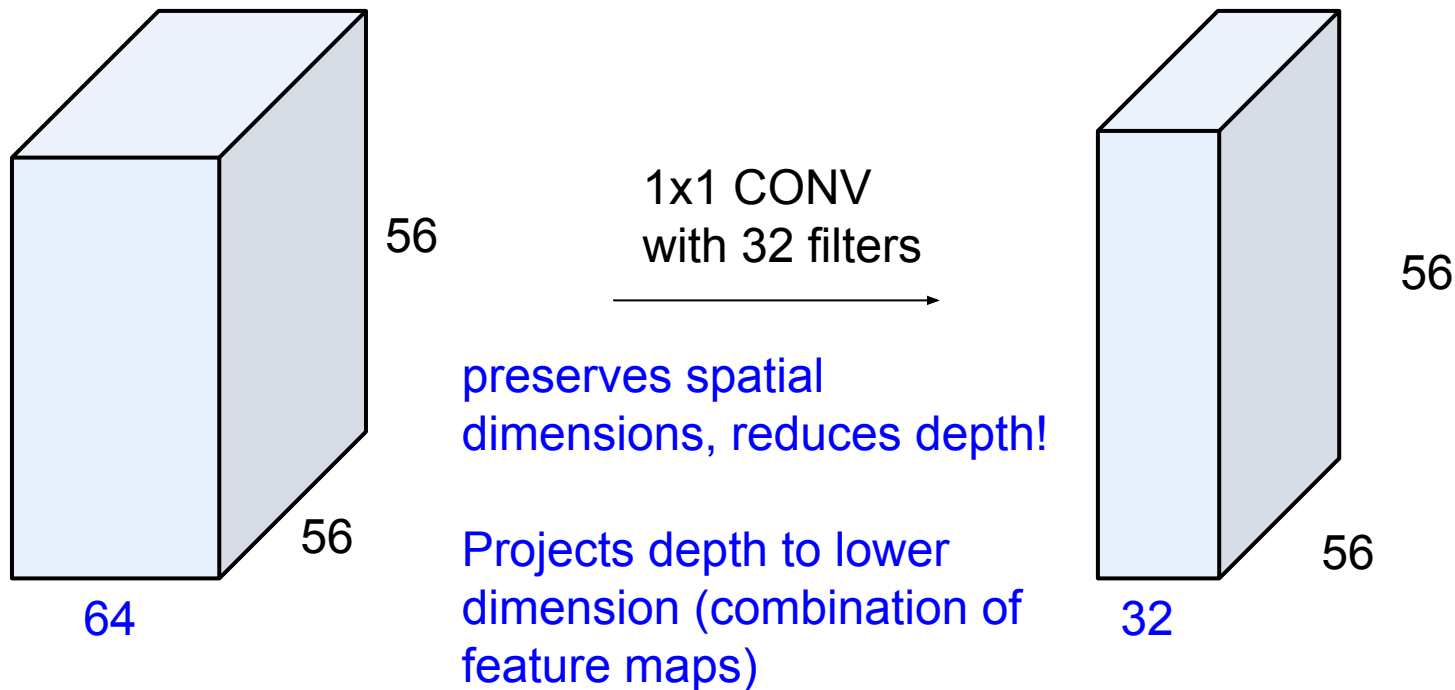 56
56
64
1x1 CONV
with 32 filters
preserves spatial
dimensions, reduces depth!
Projects depth to lower
dimension (combination of
feature maps)
56
56
32